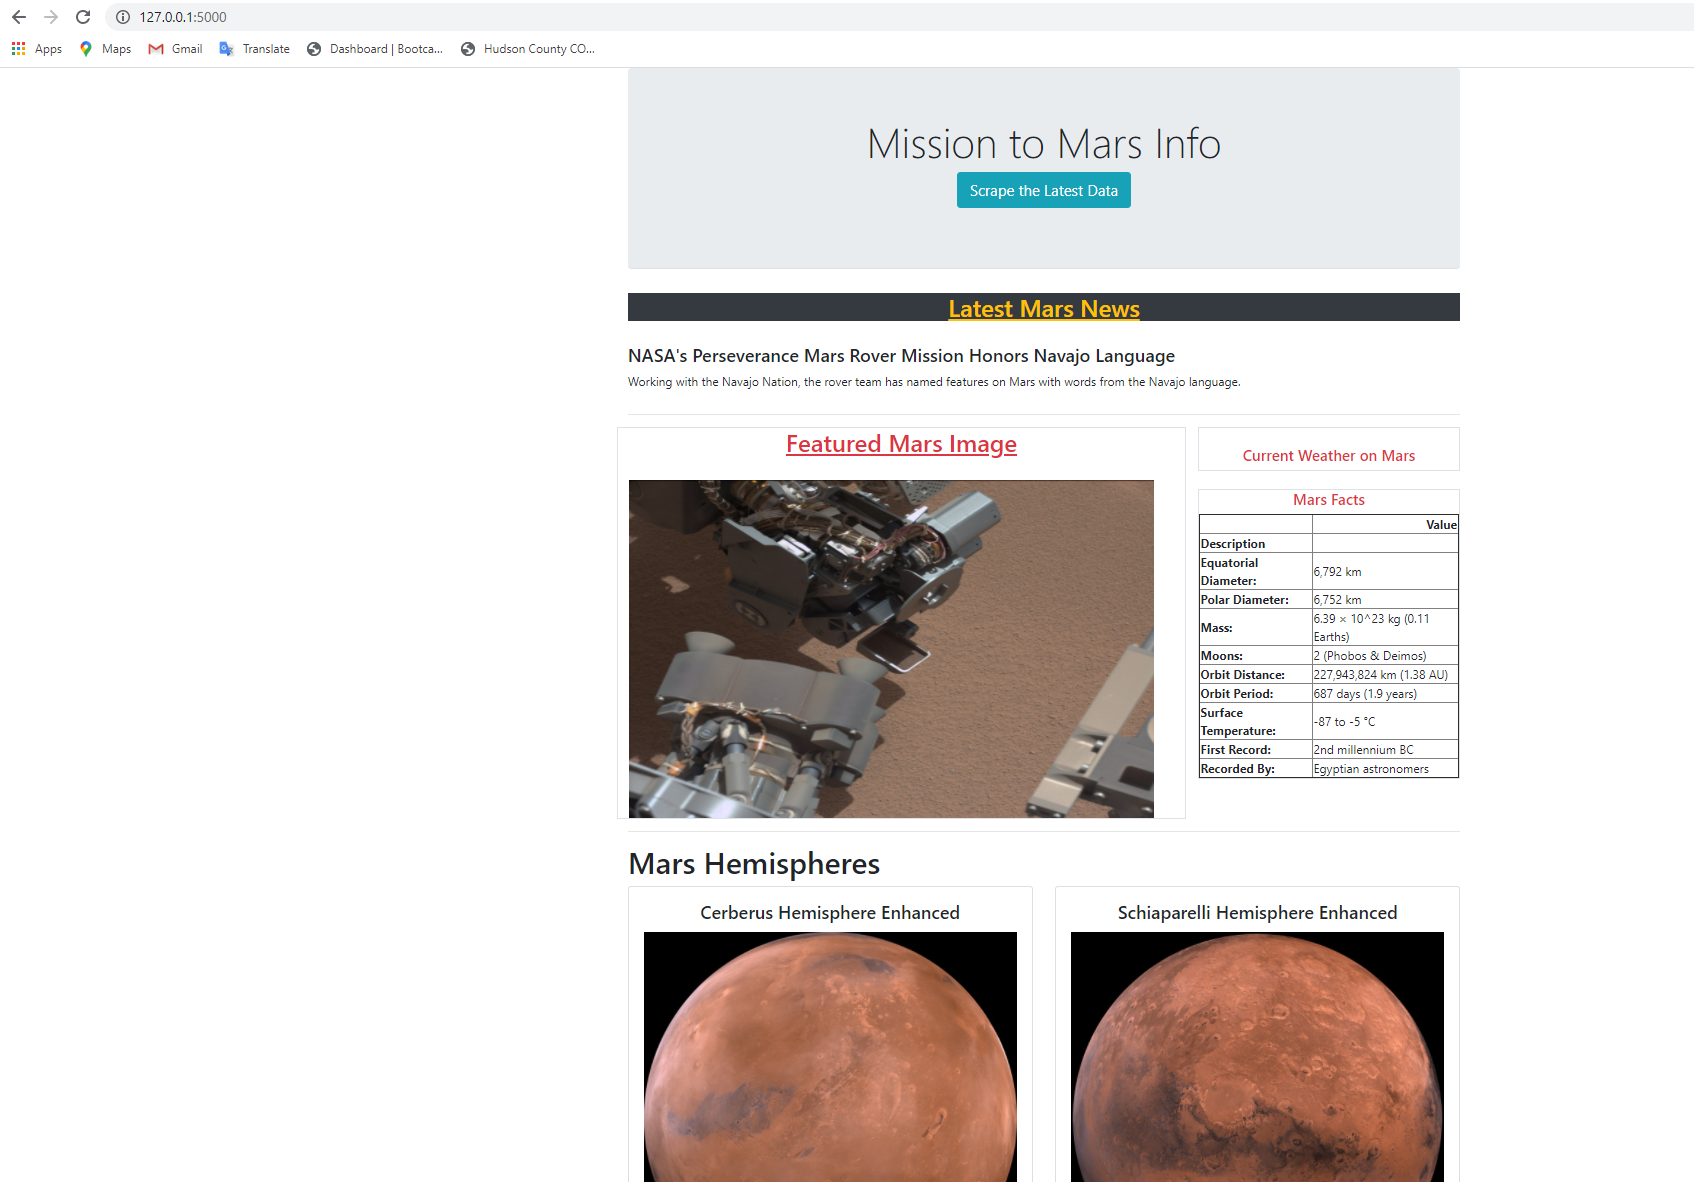 127.0.0.1:5000
Apps Maps Gmail Translate Dashboard | Bootca... Hudson County CO...
Mission to Mars Info
Scrape the Latest Data
Latest Mars News
NASA's Perseverance Mars Rover Mission Honors Navajo Language
Working with the Navajo Nation, the rover team has named features on Mars with words from the Navajo language.
Featured Mars Image
Current Weather on Mars
Mars Facts
Value
Description
Equatorial
Diameter: 6,792 km
Polar Diameter: 6,752 km
Mass: 6.39 × 10^23 kg (0.11
Earths)
Moons: 2 (Phobos & Deimos)
Orbit Distance: 227,943,824 km (1.38 AU)
Orbit Period: 687 days (1.9 years)
Surface
Temperature: -87 to -5 °C
First Record: 2nd millennium BC
Recorded By: Egyptian astronomers
Mars Hemispheres
Cerberus Hemisphere Enhanced
Schiaparelli Hemisphere Enhanced